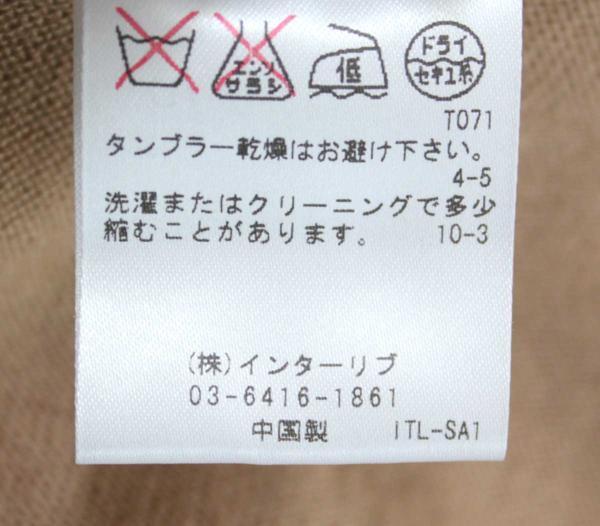 エンソ
サラシ
低
ドライ
セキユ系
T071
タンブラー乾燥はお避け下さい。
4-5
洗濯またはクリーニングで多少
縮むことがあります。 10-3
(株)インターリブ
03-6416-1861
中国製 ITL-SA1